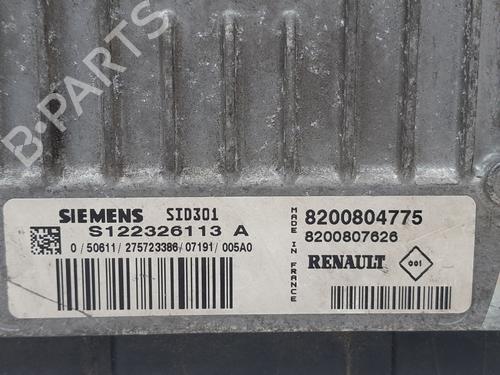 B-PARTS
SIEMENS SID301
S122326113 A
0/50611/275723386/07191/005A0
MADE IN FRANCE
8200804775
8200807626
RENAULT
001